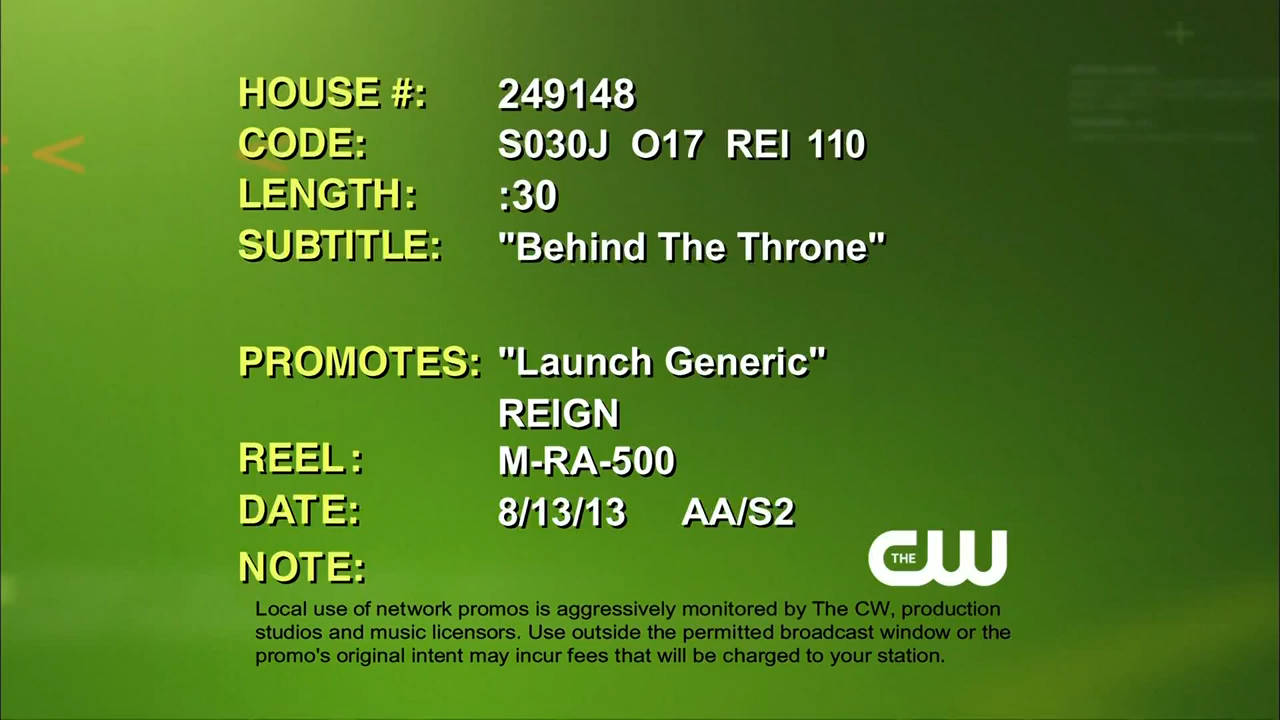 HOUSE #: 249148
CODE: S030J O17 REI 110
LENGTH: :30
SUBTITLE: "Behind The Throne"
PROMOTES: "Launch Generic"
REIGN
REEL: M-RA-500
DATE: 8/13/13 AA/S2
NOTE:
THE CW
Local use of network promos is aggressively monitored by The CW, production
studios and music licensors. Use outside the permitted broadcast window or the
promo's original intent may incur fees that will be charged to your station.